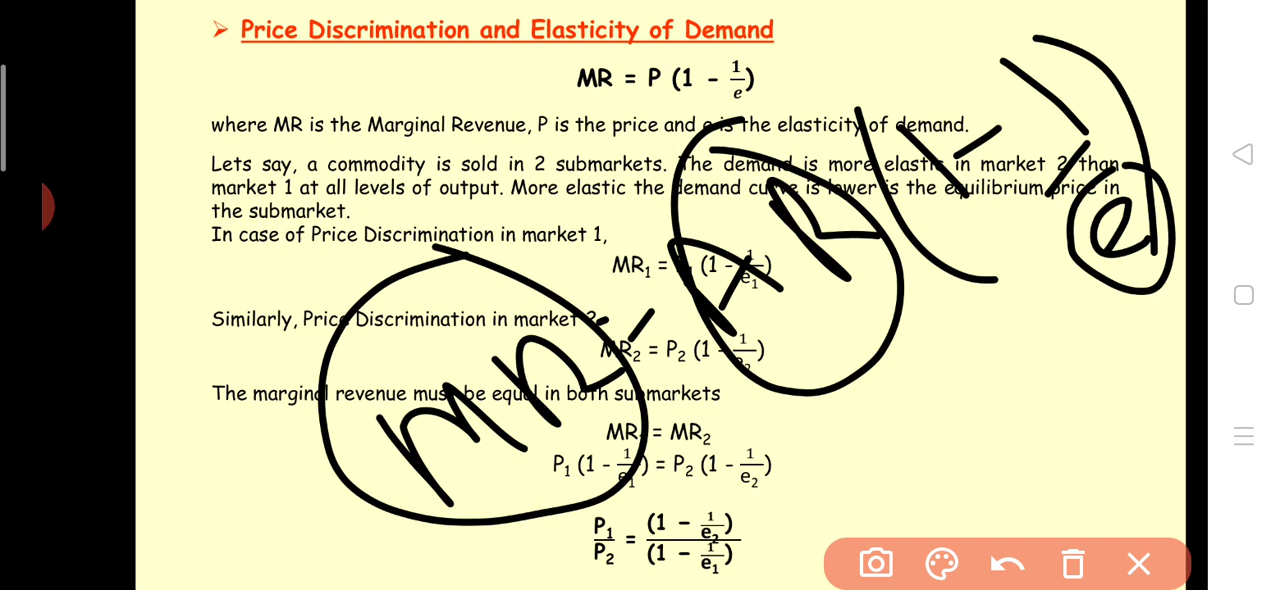 ➢ Price Discrimination and Elasticity of Demand
MR = P (1 - 1/e)
where MR is the Marginal Revenue, P is the price and e is the elasticity of demand.
Lets say, a commodity is sold in 2 submarkets. The demand is more elastic in market 2 than
market 1 at all levels of output. More elastic the demand curve is lower is the equilibrium price in
the submarket.
In case of Price Discrimination in market 1,
MR₁ = (1 - 1/e₁)
Similarly, Price Discrimination in market 2
MR₂ = P₂ (1 - 1/e₂)
The marginal revenue must be equal in both submarkets
MR₁ = MR₂
P₁ (1 - 1/e₁) = P₂ (1 - 1/e₂)
P₁/P₂ = (1 - 1/e₂)/(1 - 1/e₁)
MR = AR (1 - 1/e)